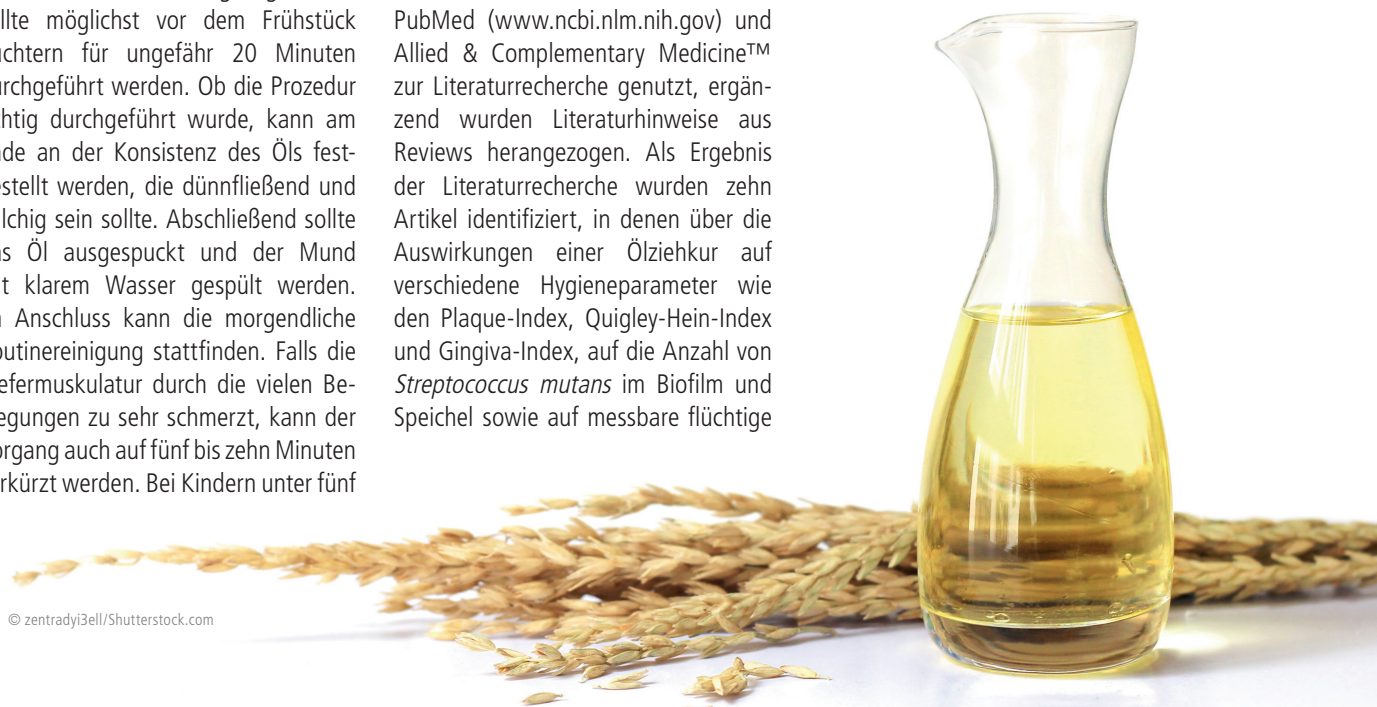 llte möglichst vor dem Frühstück
chtern für ungefähr 20 Minuten
rchgeführt werden. Ob die Prozedur
htig durchgeführt wurde, kann am
de an der Konsistenz des Öls fest-
stellt werden, die dünnfließend und
lchig sein sollte. Abschließend sollte
s Öl ausgespuckt und der Mund
t klarem Wasser gespült werden.
Anschluss kann die morgendliche
utinereinigung stattfinden. Falls die
efermuskulatur durch die vielen Be-
egungen zu sehr schmerzt, kann der
organg auch auf fünf bis zehn Minuten
rkürzt werden. Bei Kindern unter fünf
PubMed (www.ncbi.nlm.nih.gov) und
Allied & Complementary Medicine™
zur Literaturrecherche genutzt, ergän-
zend wurden Literaturhinweise aus
Reviews herangezogen. Als Ergebnis
der Literaturrecherche wurden zehn
Artikel identifiziert, in denen über die
Auswirkungen einer Ölziehkur auf
verschiedene Hygieneparameter wie
den Plaque-Index, Quigley-Hein-Index
und Gingiva-Index, auf die Anzahl von
Streptococcus mutans im Biofilm und
Speichel sowie auf messbare flüchtige
© zentradyi3ell/Shutterstock.com